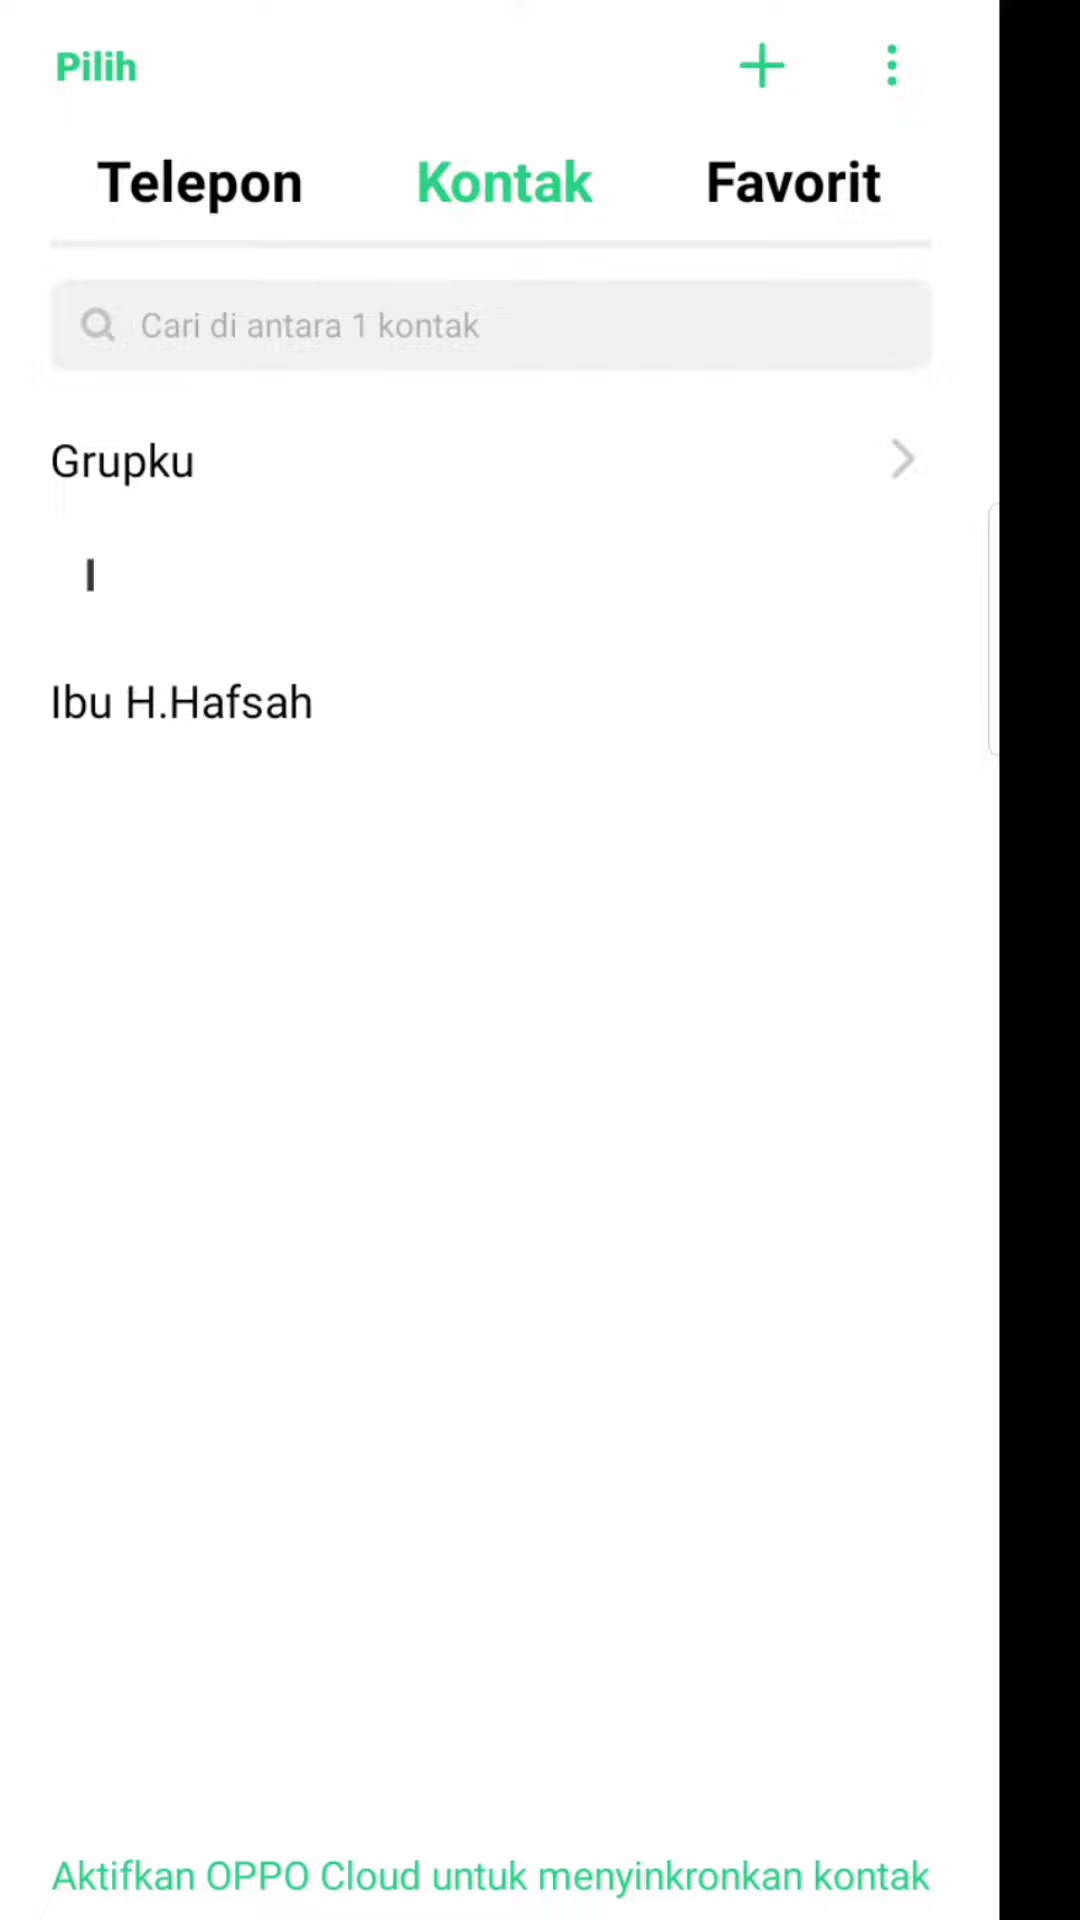 Pilih
Telepon Kontak Favorit
Cari di antara 1 kontak
Grupku
I
Ibu H.Hafsah
Aktifkan OPPO Cloud untuk menyinkronkan kontak